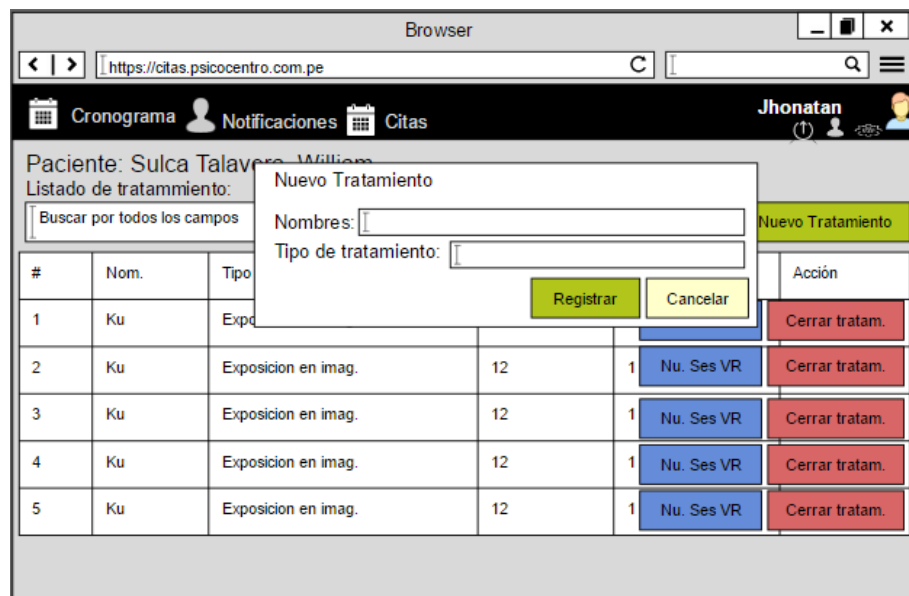 Browser
https://citas.psicocentro.com.pe
Cronograma Notificaciones Citas Jhonatan
Paciente: Sulca Talavera, William
Listado de tratammiento:
Buscar por todos los campos
Nuevo Tratamiento
Nuevo Tratamiento
Nombres:
Tipo de tratamiento:
Registrar Cancelar
# Nom. Tipo Acción
1 Ku Expo Cerrar tratam.
2 Ku Exposicion en imag. 12 1 Nu. Ses VR Cerrar tratam.
3 Ku Exposicion en imag. 12 1 Nu. Ses VR Cerrar tratam.
4 Ku Exposicion en imag. 12 1 Nu. Ses VR Cerrar tratam.
5 Ku Exposicion en imag. 12 1 Nu. Ses VR Cerrar tratam.